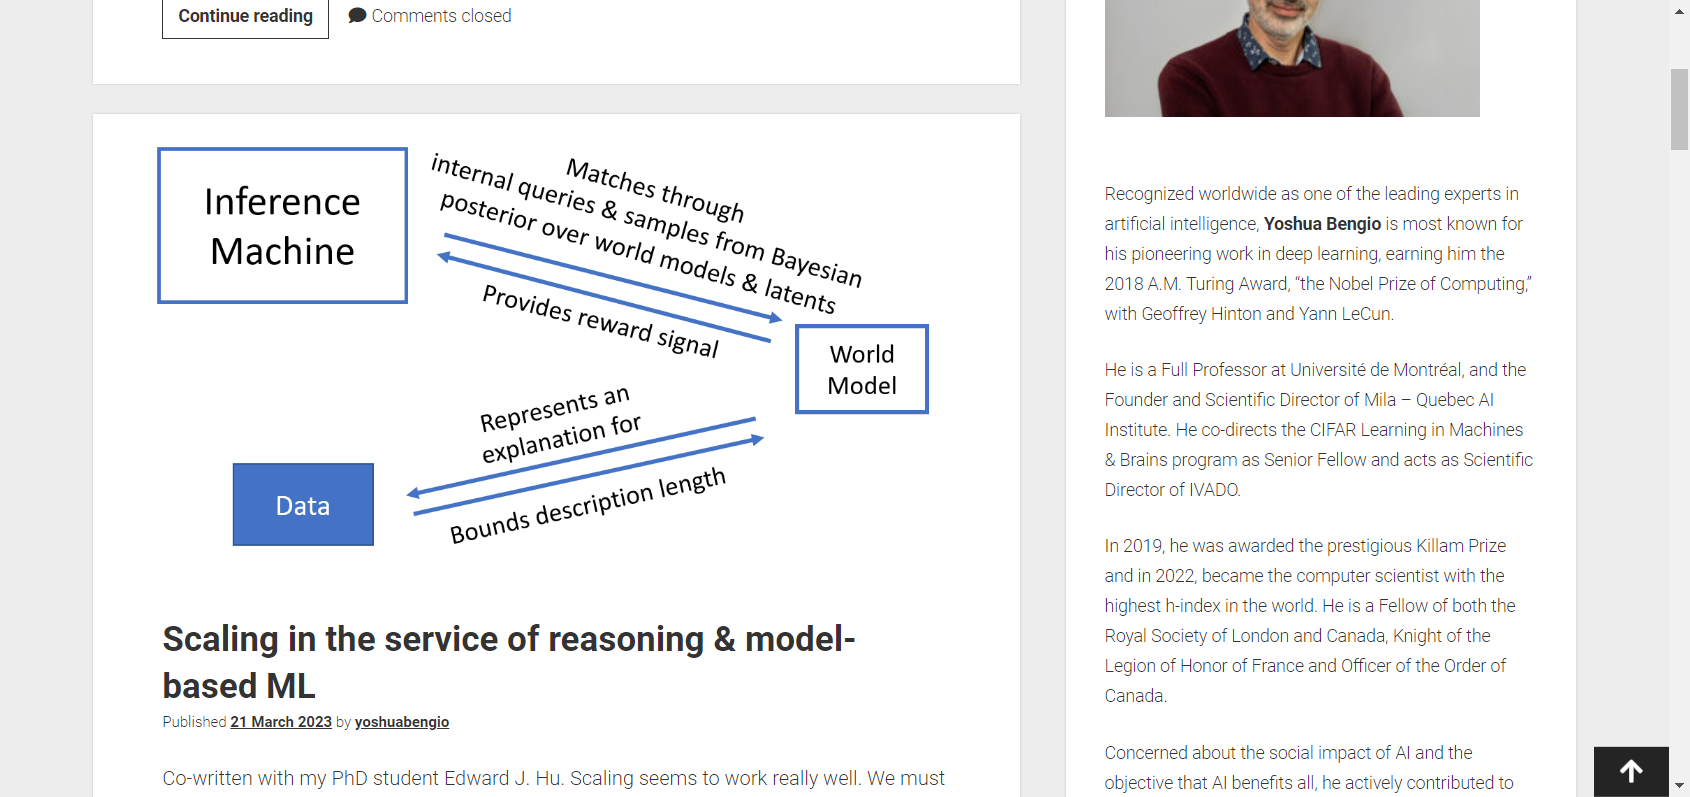 Continue reading
Comments closed
Inference
Machine
Matches through
internal queries & samples from Bayesian
posterior over world models & latents
Provides reward signal
World
Model
Represents an
explanation for
Bounds description length
Data
Scaling in the service of reasoning & model-
based ML
Published 21 March 2023 by yoshuabengio
Co-written with my PhD student Edward J. Hu. Scaling seems to work really well. We must
Recognized worldwide as one of the leading experts in
artificial intelligence, Yoshua Bengio is most known for
his pioneering work in deep learning, earning him the
2018 A.M. Turing Award, “the Nobel Prize of Computing,”
with Geoffrey Hinton and Yann LeCun.
He is a Full Professor at Université de Montréal, and the
Founder and Scientific Director of Mila – Quebec AI
Institute. He co-directs the CIFAR Learning in Machines
& Brains program as Senior Fellow and acts as Scientific
Director of IVADO.
In 2019, he was awarded the prestigious Killam Prize
and in 2022, became the computer scientist with the
highest h-index in the world. He is a Fellow of both the
Royal Society of London and Canada, Knight of the
Legion of Honor of France and Officer of the Order of
Canada.
Concerned about the social impact of AI and the
objective that AI benefits all, he actively contributed to